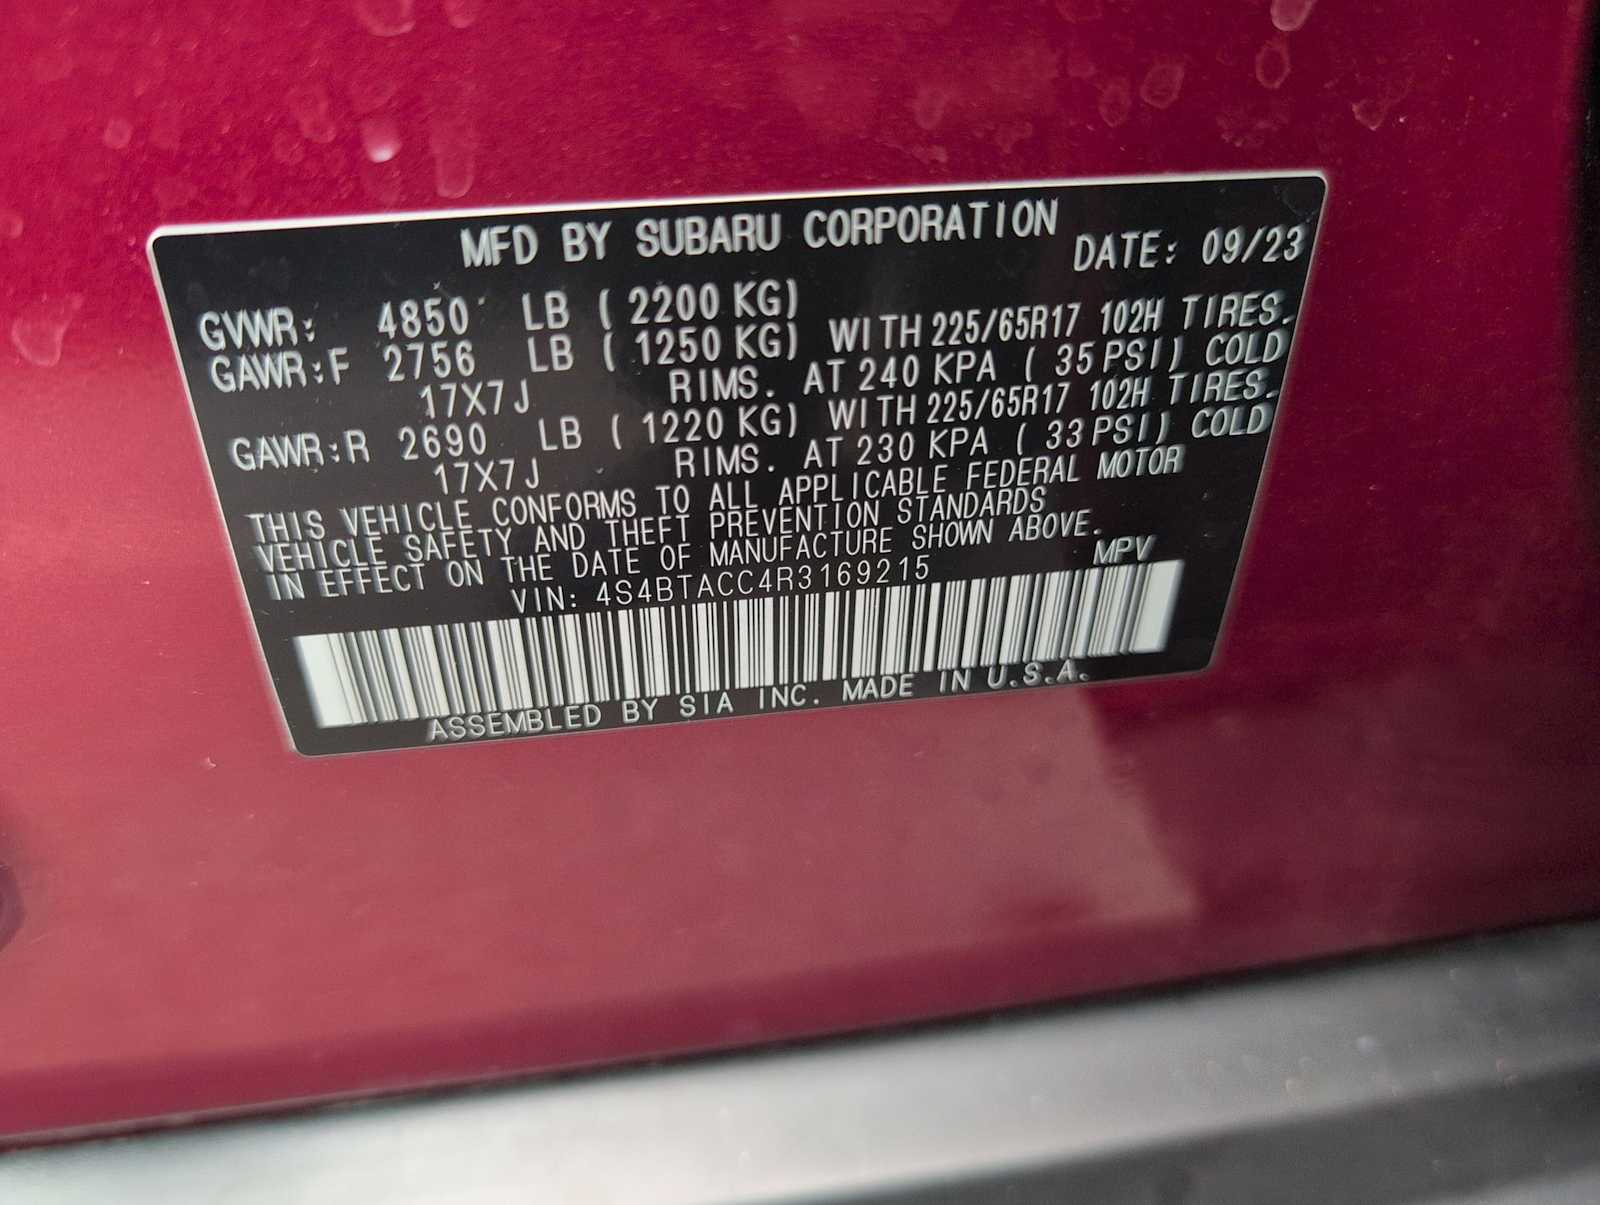 MFD BY SUBARU CORPORATION DATE: 09/23
GVWR: 4850 LB ( 2200 KG)
GAWR:F 2756 LB ( 1250 KG) WITH 225/65R17 102H TIRES.
17X7J RIMS. AT 240 KPA ( 35 PSI) COLD
GAWR:R 2690 LB ( 1220 KG) WITH 225/65R17 102H TIRES.
17X7J RIMS. AT 230 KPA ( 33 PSI) COLD
THIS VEHICLE CONFORMS TO ALL APPLICABLE FEDERAL MOTOR
VEHICLE SAFETY AND THEFT PREVENTION STANDARDS
IN EFFECT ON THE DATE OF MANUFACTURE SHOWN ABOVE.
VIN: 4S4BTACC4R3169215 MPV
ASSEMBLED BY SIA INC. MADE IN U.S.A.